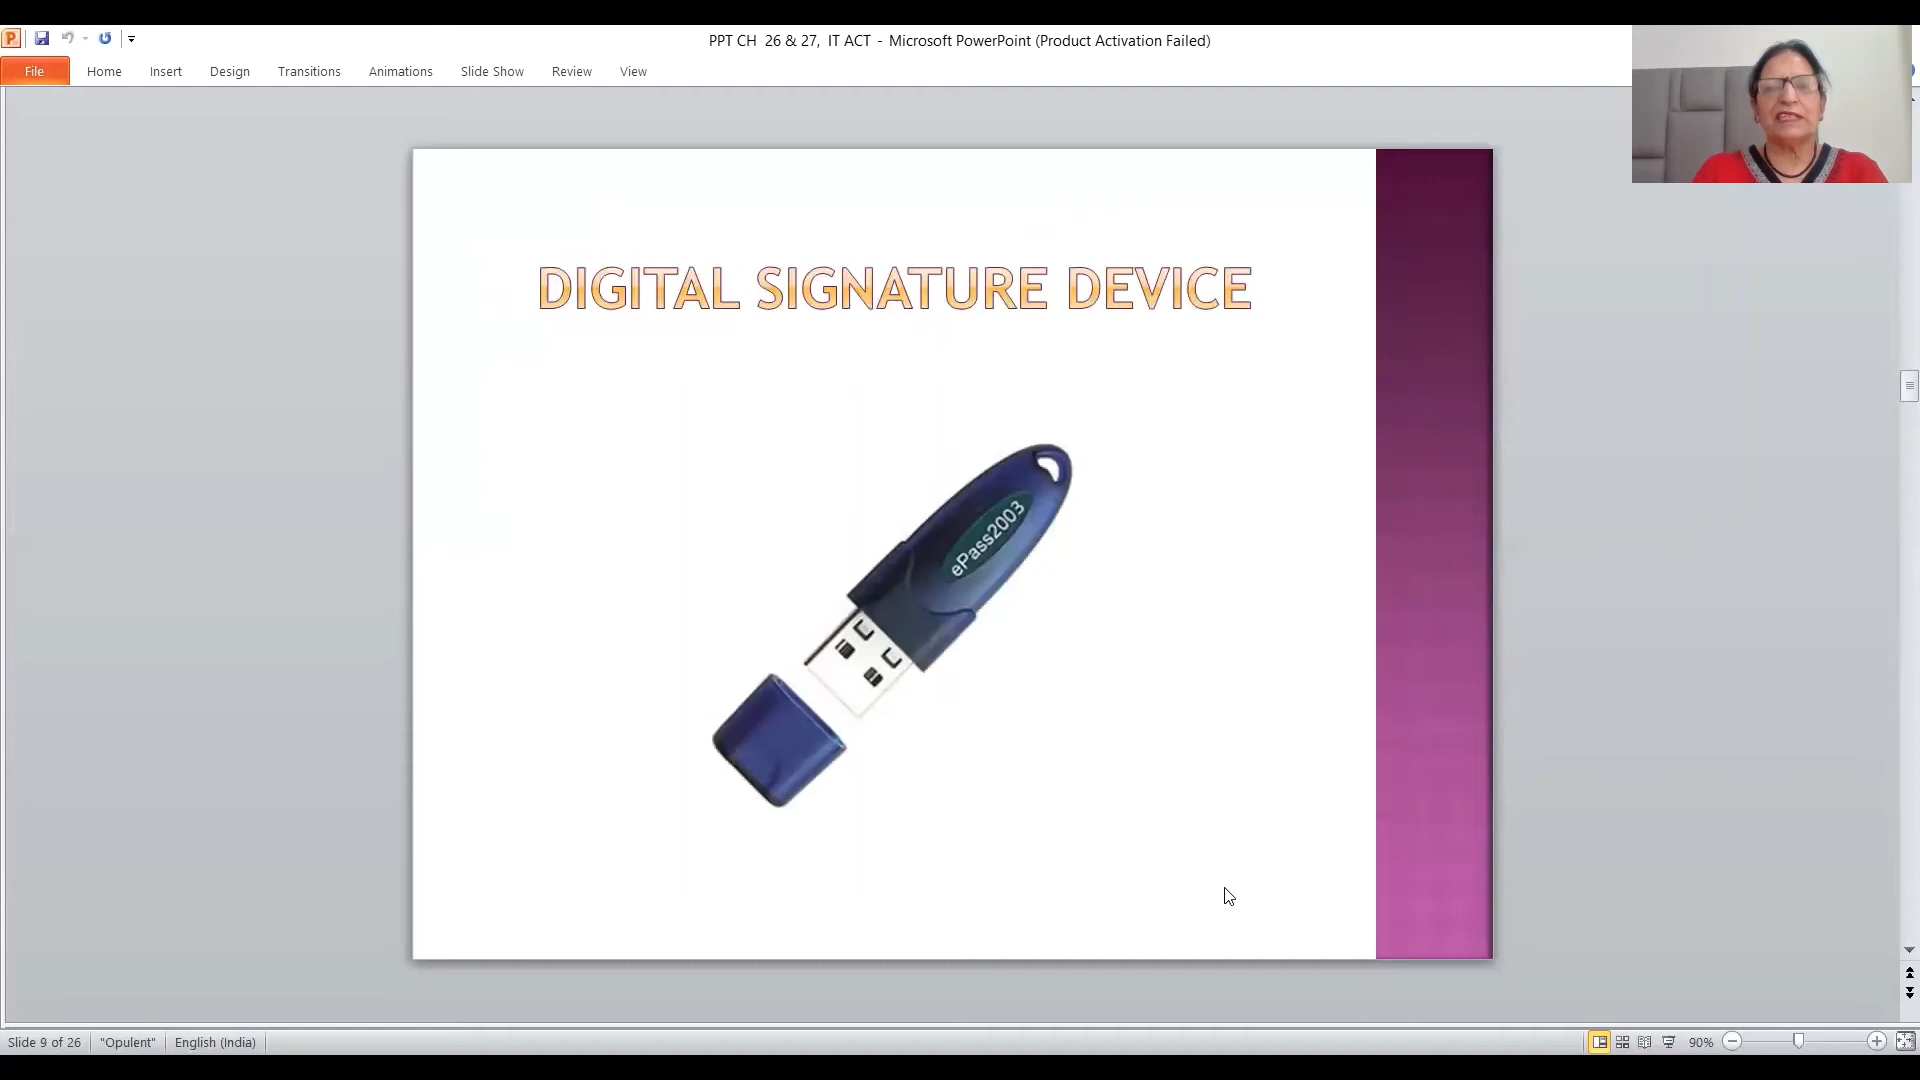 PPT CH 26 & 27, IT ACT - Microsoft PowerPoint (Product Activation Failed)
File Home Insert Design Transitions Animations Slide Show Review View
DIGITAL SIGNATURE DEVICE
ePass2003
Slide 9 of 26 "Opulent" English (India) 90%